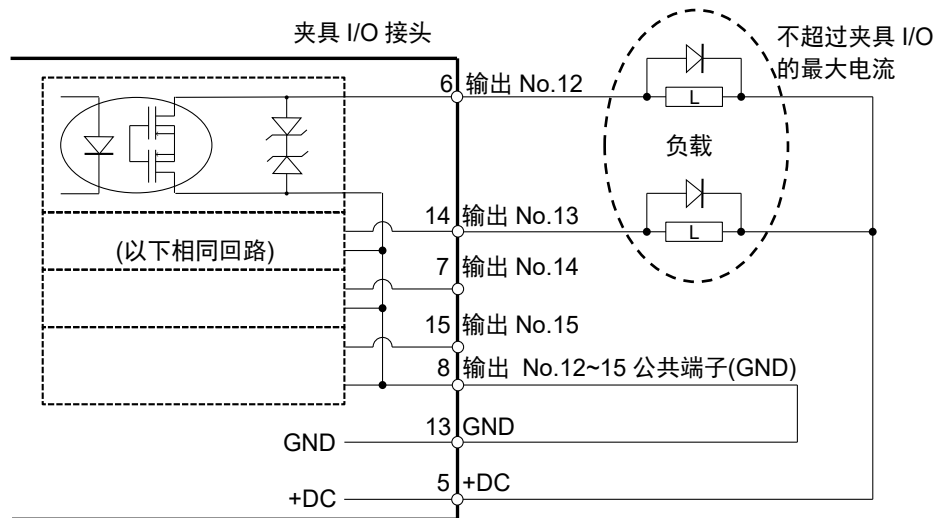 夹具 I/O 接头
不超过夹具 I/O
的最大电流
6 输出 No.12
L
负载
14 输出 No.13
L
(以下相同回路)
7 输出 No.14
15 输出 No.15
8 输出 No.12~15 公共端子(GND)
GND 13 GND
+DC 5 +DC